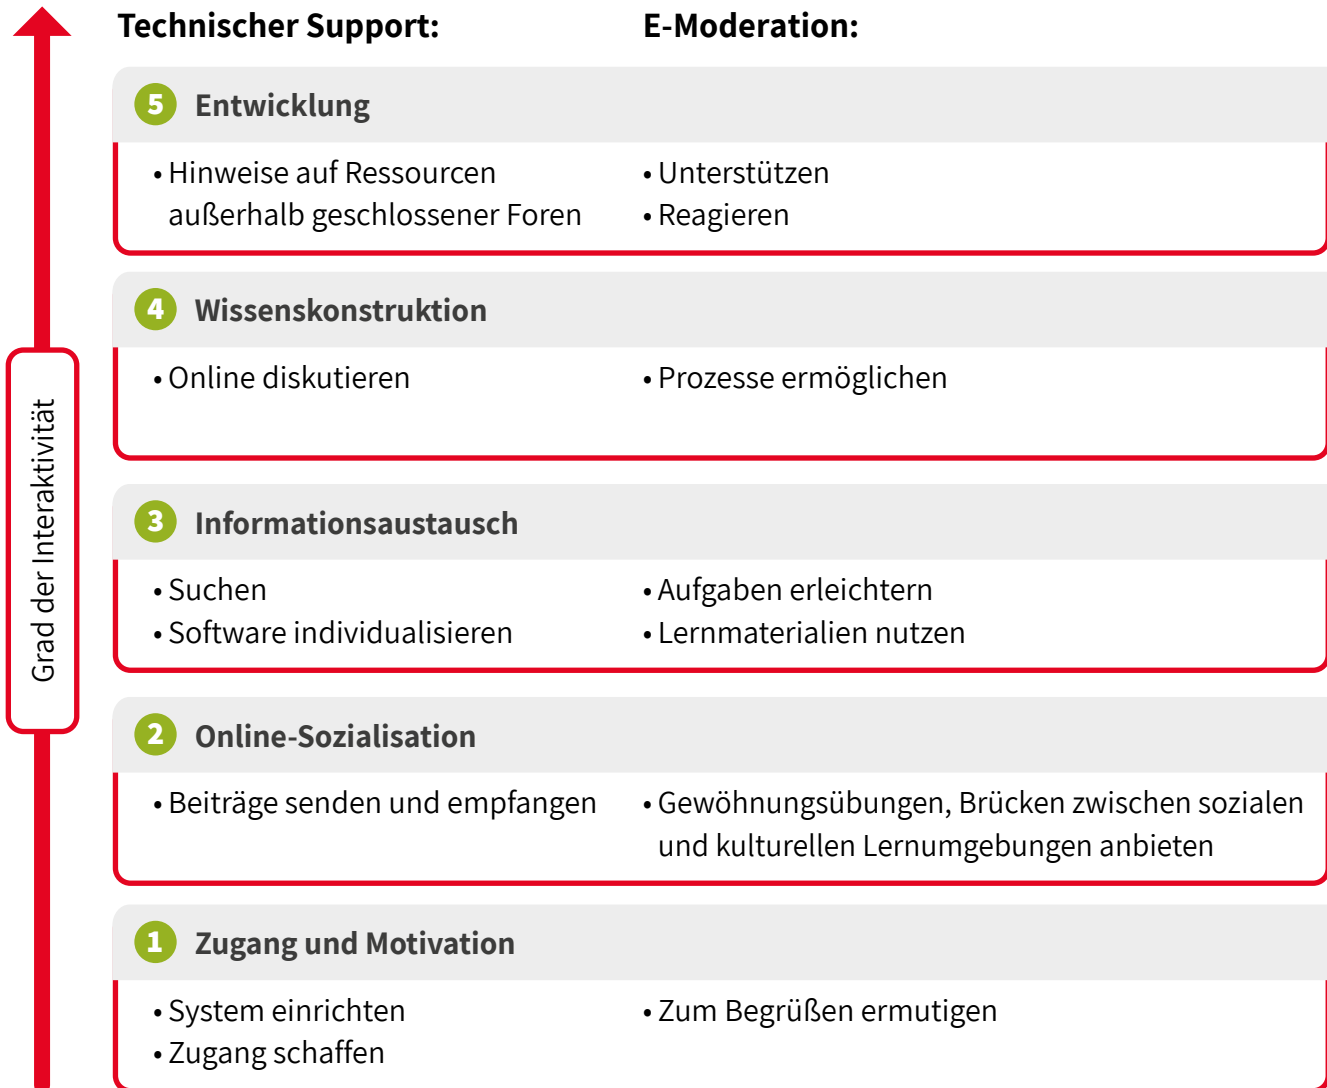 Technischer Support:
E-Moderation:
5 Entwicklung
• Hinweise auf Ressourcen
außerhalb geschlossener Foren
• Unterstützen
• Reagieren
4 Wissenskonstruktion
• Online diskutieren
• Prozesse ermöglichen
3 Informationsaustausch
• Suchen
• Software individualisieren
• Aufgaben erleichtern
• Lernmaterialien nutzen
2 Online-Sozialisation
• Beiträge senden und empfangen
• Gewöhnungsübungen, Brücken zwischen sozialen
und kulturellen Lernumgebungen anbieten
1 Zugang und Motivation
• System einrichten
• Zugang schaffen
• Zum Begrüßen ermutigen
Grad der Interaktivität